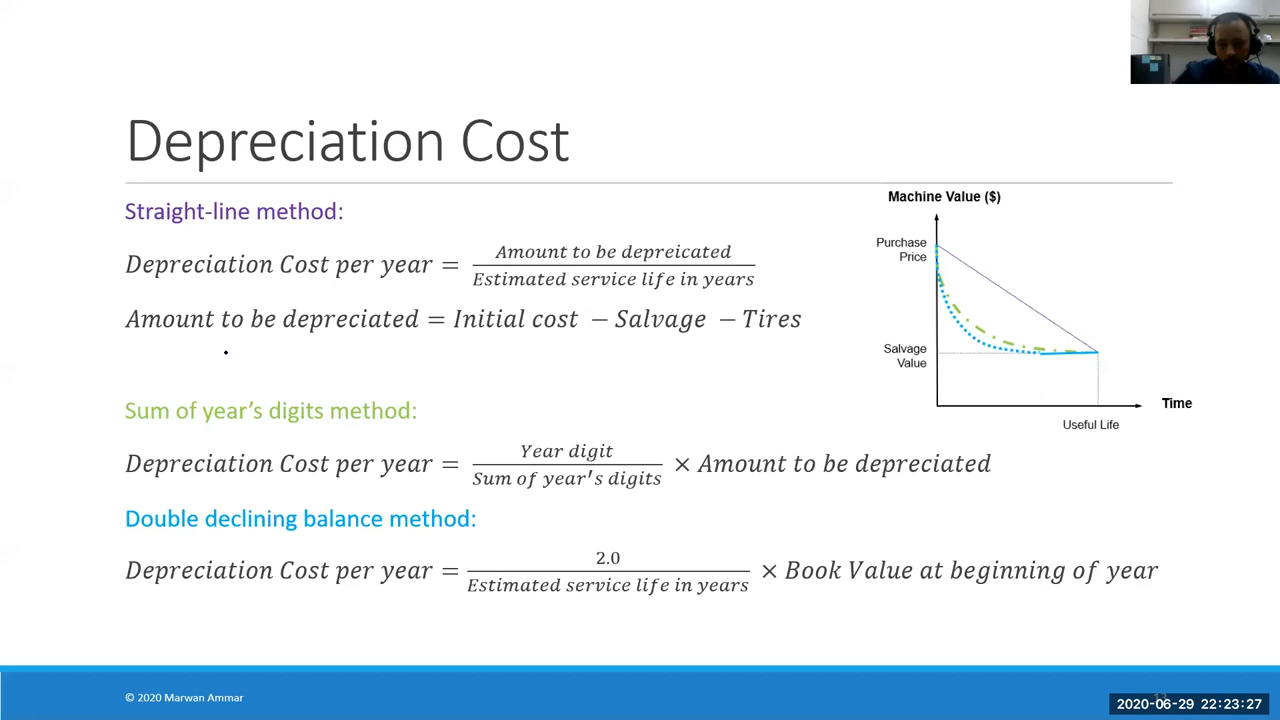 Depreciation Cost
Straight-line method:
Depreciation Cost per year = Amount to be depreicated / Estimated service life in years
Amount to be depreciated = Initial cost − Salvage − Tires
Sum of year's digits method:
Depreciation Cost per year = Year digit / Sum of year's digits × Amount to be depreciated
Double declining balance method:
Depreciation Cost per year = 2.0 / Estimated service life in years × Book Value at beginning of year
Machine Value ($)
Purchase
Price
Salvage
Value
Time
Useful Life
© 2020 Marwan Ammar
2020-06-29 22:23:27